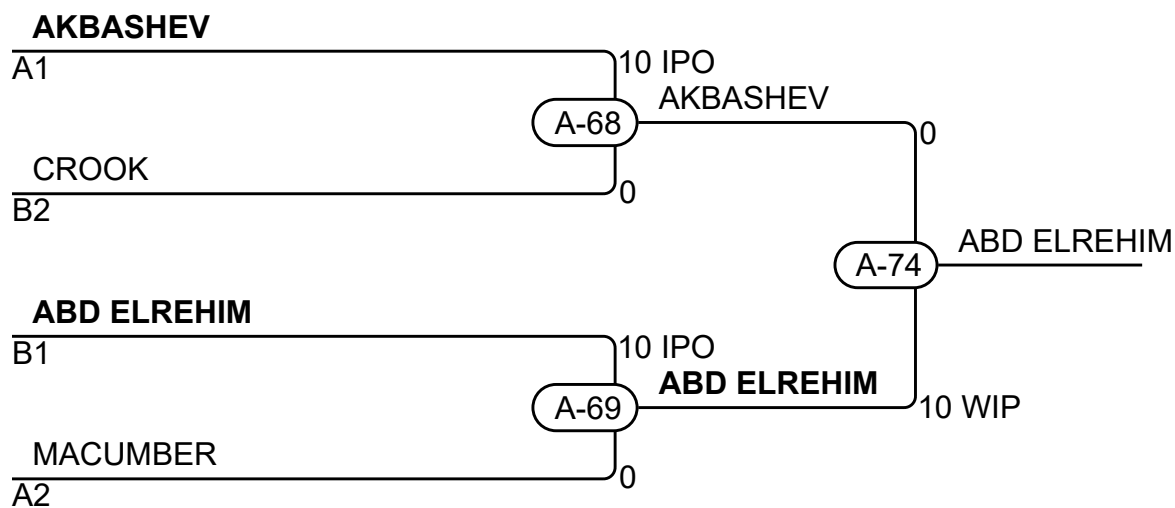 AKBASHEV
A1
10 IPO
AKBASHEV
A-68
0
CROOK
B2
0
ABD ELREHIM
A-74
ABD ELREHIM
B1
10 IPO
ABD ELREHIM
A-69
10 WIP
MACUMBER
A2
0